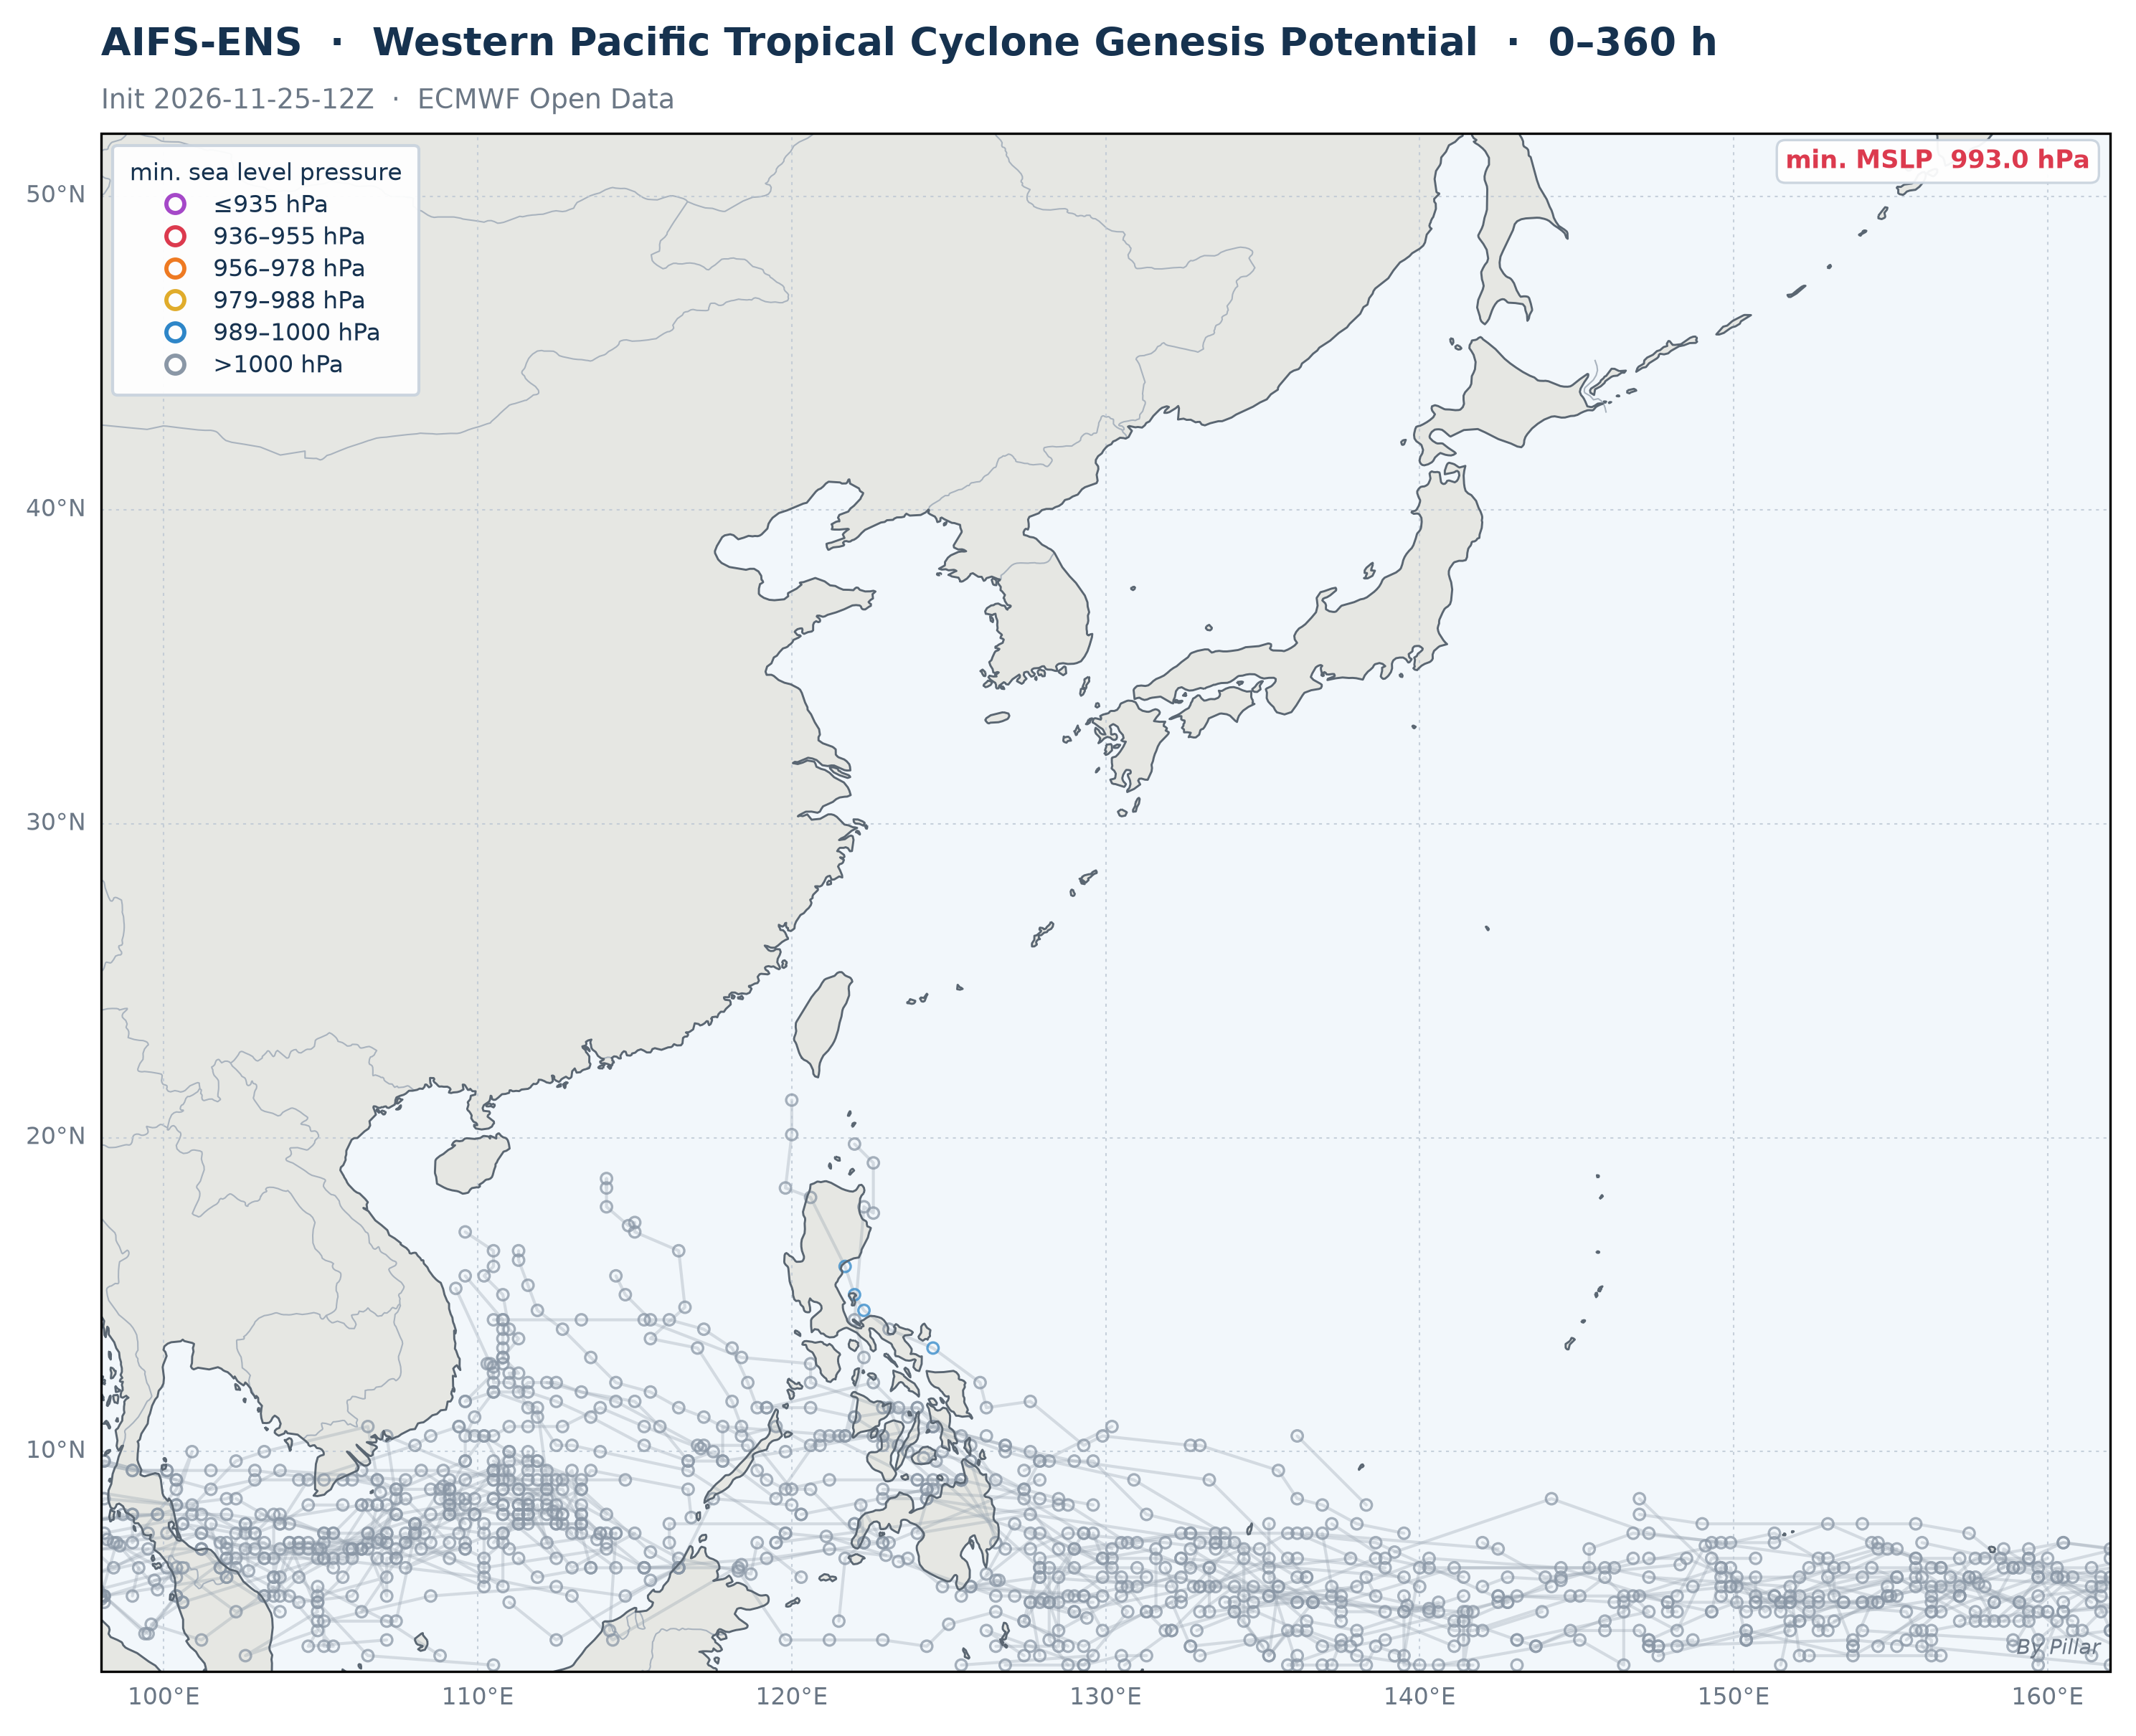 AIFS-ENS · Western Pacific Tropical Cyclone Genesis Potential · 0–360 h
Init 2026-11-25-12Z · ECMWF Open Data
min. sea level pressure
≤935 hPa
936–955 hPa
956–978 hPa
979–988 hPa
989–1000 hPa
>1000 hPa
min. MSLP 993.0 hPa
50°N
40°N
30°N
20°N
10°N
By Pillar
100°E
110°E
120°E
130°E
140°E
150°E
160°E